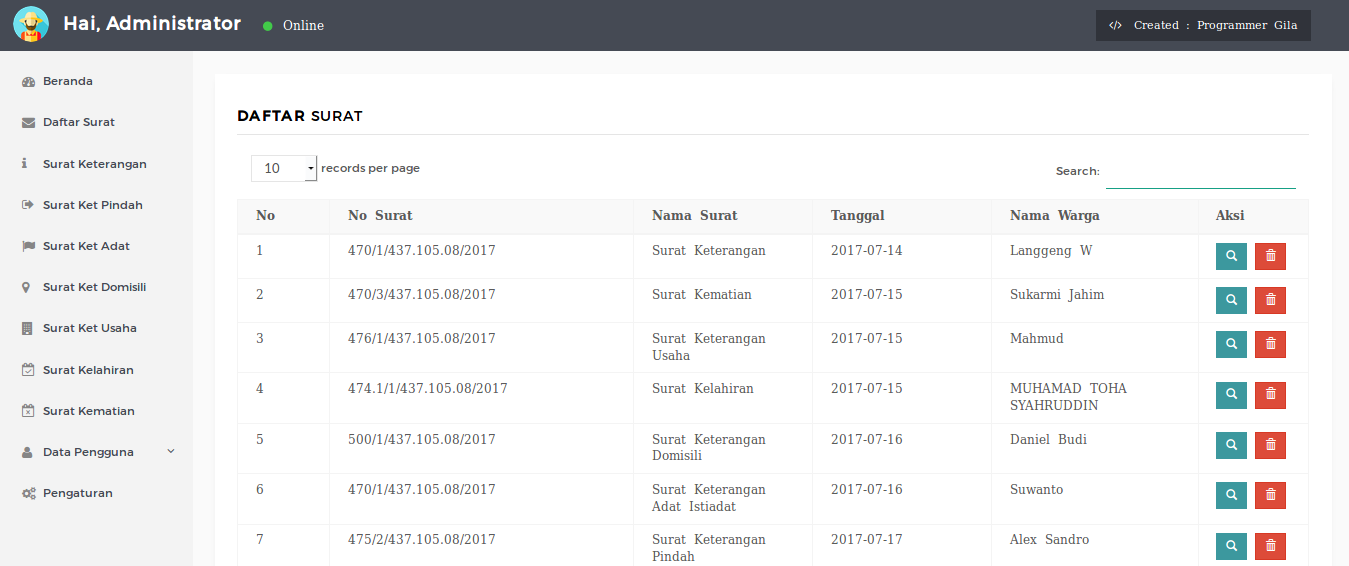 Hai, Administrator
Online
Created : Programmer Gila
Beranda
Daftar Surat
Surat Keterangan
Surat Ket Pindah
Surat Ket Adat
Surat Ket Domisili
Surat Ket Usaha
Surat Kelahiran
Surat Kematian
Data Pengguna
Pengaturan
DAFTAR SURAT
10 records per page
Search:
No No Surat Nama Surat Tanggal Nama Warga Aksi
1 470/1/437.105.08/2017 Surat Keterangan 2017-07-14 Langgeng W
2 470/3/437.105.08/2017 Surat Kematian 2017-07-15 Sukarmi Jahim
3 476/1/437.105.08/2017 Surat Keterangan 2017-07-15 Mahmud
Usaha
4 474.1/1/437.105.08/2017 Surat Kelahiran 2017-07-15 MUHAMAD TOHA
SYAHRUDDIN
5 500/1/437.105.08/2017 Surat Keterangan 2017-07-16 Daniel Budi
Domisili
6 470/1/437.105.08/2017 Surat Keterangan 2017-07-16 Suwanto
Adat Istiadat
7 475/2/437.105.08/2017 Surat Keterangan 2017-07-17 Alex Sandro
Pindah